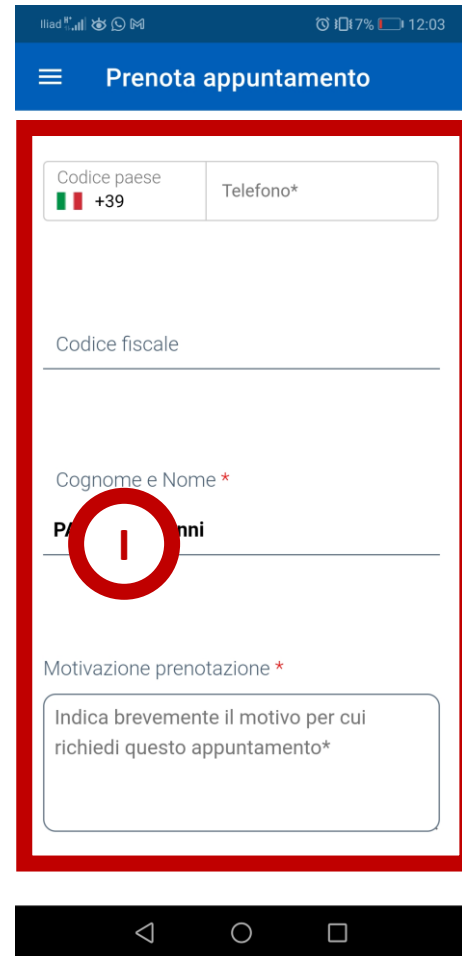 Iliad 17% 12:03
Prenota appuntamento
Codice paese
+39
Telefono*
Codice fiscale
Cognome e Nome *
I
Motivazione prenotazione *
Indica brevemente il motivo per cui
richiedi questo appuntamento*